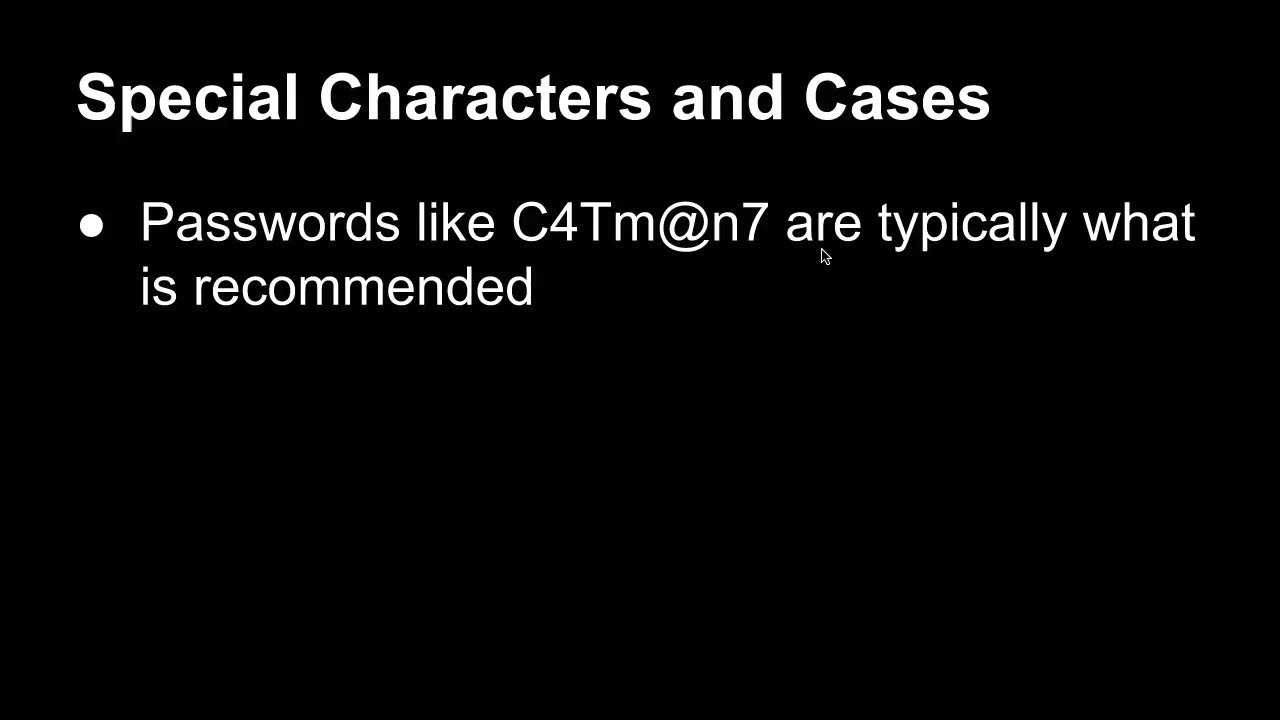 Special Characters and Cases
● Passwords like C4Tm@n7 are typically what
is recommended